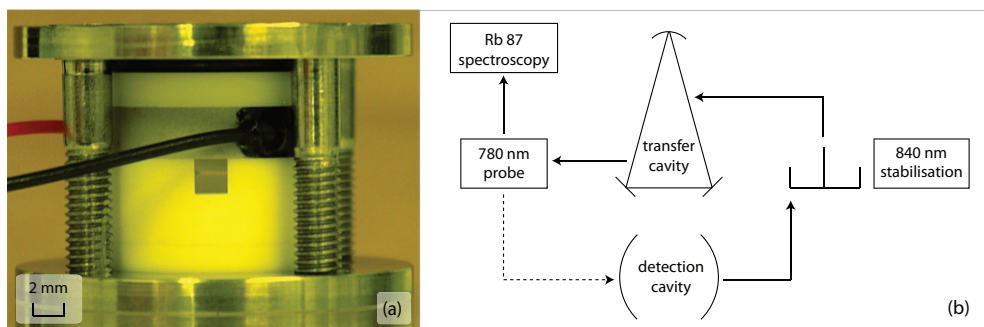 2 mm
(a)
Rb 87
spectroscopy
780 nm
probe
transfer
cavity
840 nm
stabilisation
detection
cavity
(b)